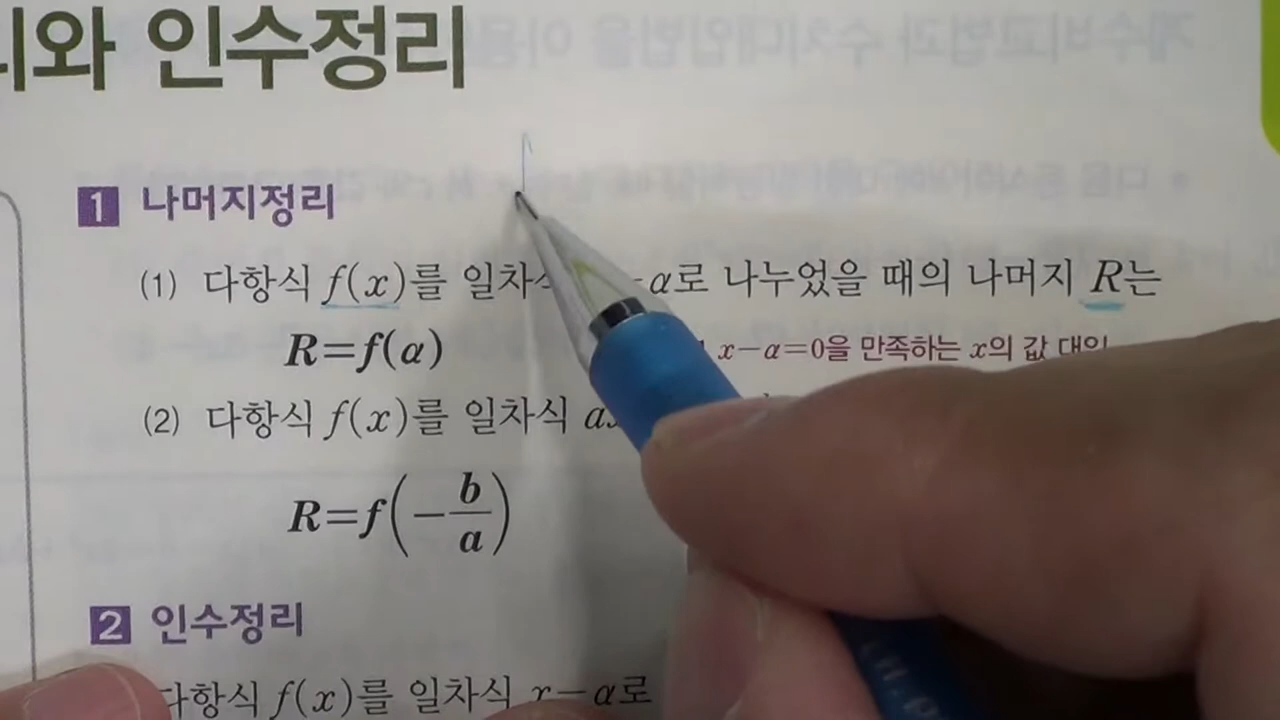 리와 인수정리
1 나머지정리
(1) 다항식 f(x)를 일차식 -α로 나누었을 때의 나머지 R는
R=f(α)
x-α=0을 만족하는 x의 값 대입
(2) 다항식 f(x)를 일차식 ax
R=f(-b/a)
2 인수정리
다항식 f(x)를 일차식 x-α로